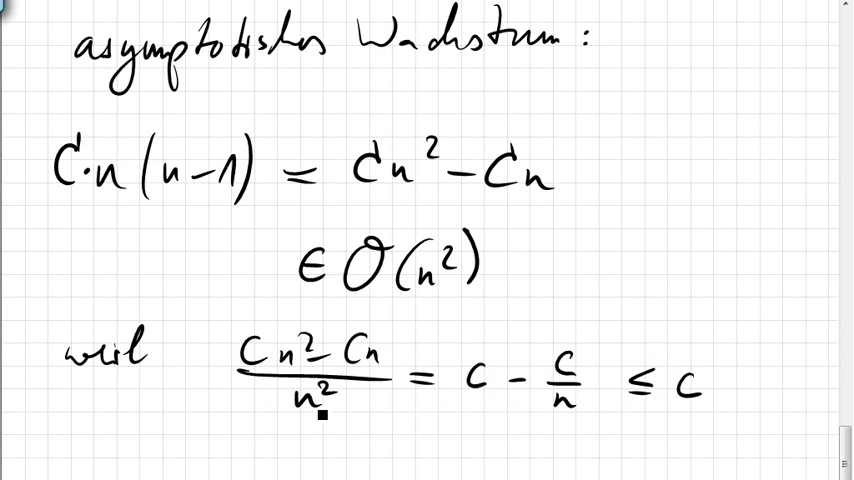 asymptotisches Wachstum:
C·n(n-1) = Cn² - Cn
∈ O(n²)
weil (Cn² - Cn)/n² = C - C/n ≤ C